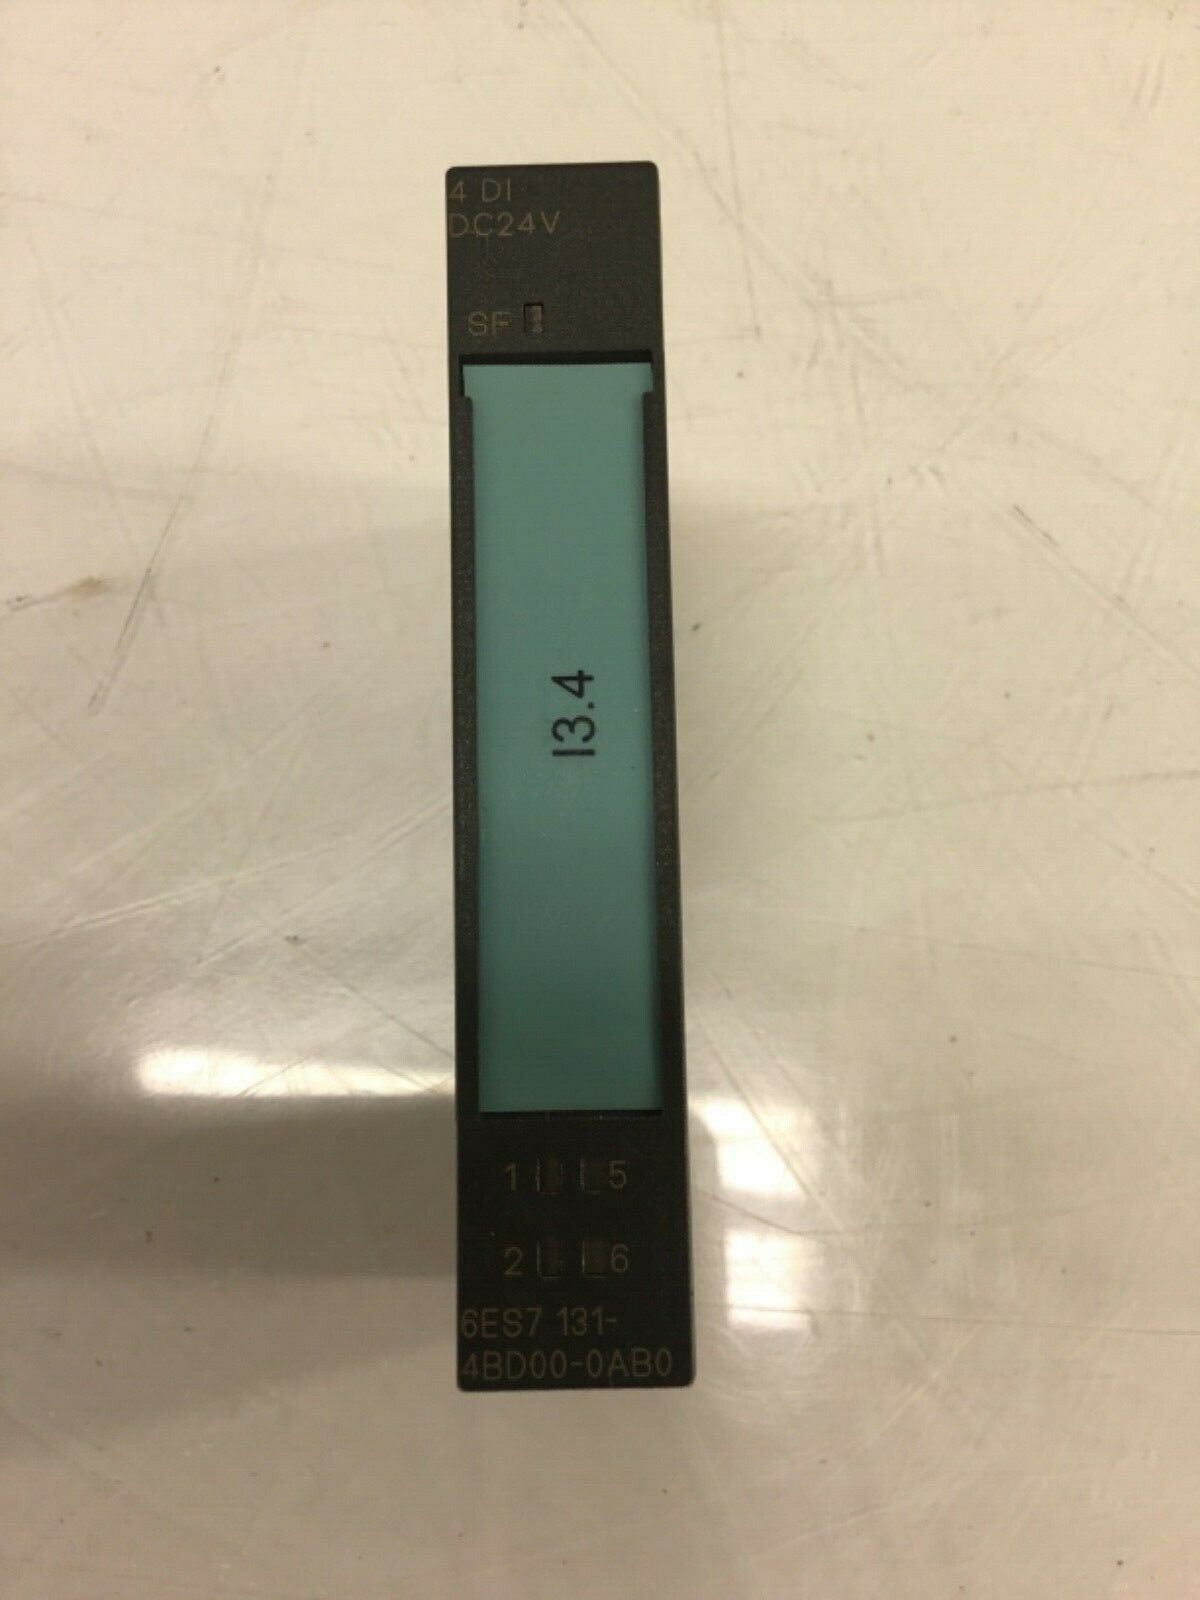 4 DI
DC24V
SF
I3.4
1 5
2 6
6ES7 131-
4BD00-0AB0